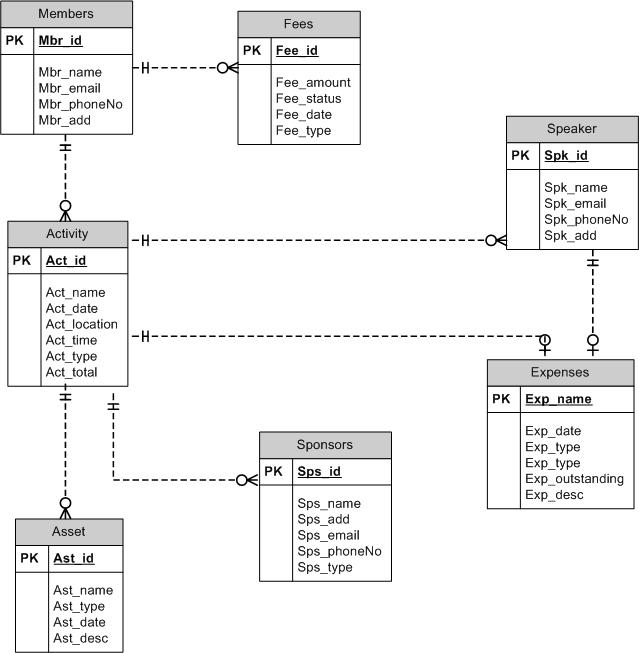 Members
PK Mbr_id
Mbr_name
Mbr_email
Mbr_phoneNo
Mbr_add
Fees
PK Fee_id
Fee_amount
Fee_status
Fee_date
Fee_type
Speaker
PK Spk_id
Spk_name
Spk_email
Spk_phoneNo
Spk_add
Activity
PK Act_id
Act_name
Act_date
Act_location
Act_time
Act_type
Act_total
Expenses
PK Exp_name
Exp_date
Exp_type
Exp_type
Exp_outstanding
Exp_desc
Sponsors
PK Sps_id
Sps_name
Sps_add
Sps_email
Sps_phoneNo
Sps_type
Asset
PK Ast_id
Ast_name
Ast_type
Ast_date
Ast_desc